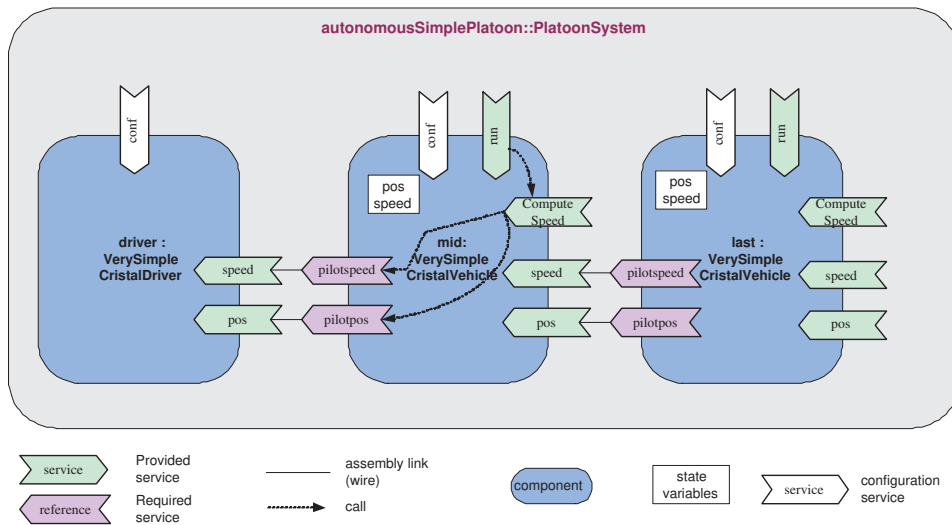 autonomousSimplePlatoon::PlatoonSystem
conf
conf
run
conf
run
pos
speed
pos
speed
Compute
Speed
Compute
Speed
driver :
VerySimple
CristalDriver
mid:
VerySimple
CristalVehicle
last :
VerySimple
CristalVehicle
speed
pilotspeed
speed
pilotspeed
speed
pos
pilotpos
pos
pilotpos
pos
service
Provided
service
reference
Required
service
assembly link
(wire)
call
component
state
variables
service
configuration
service